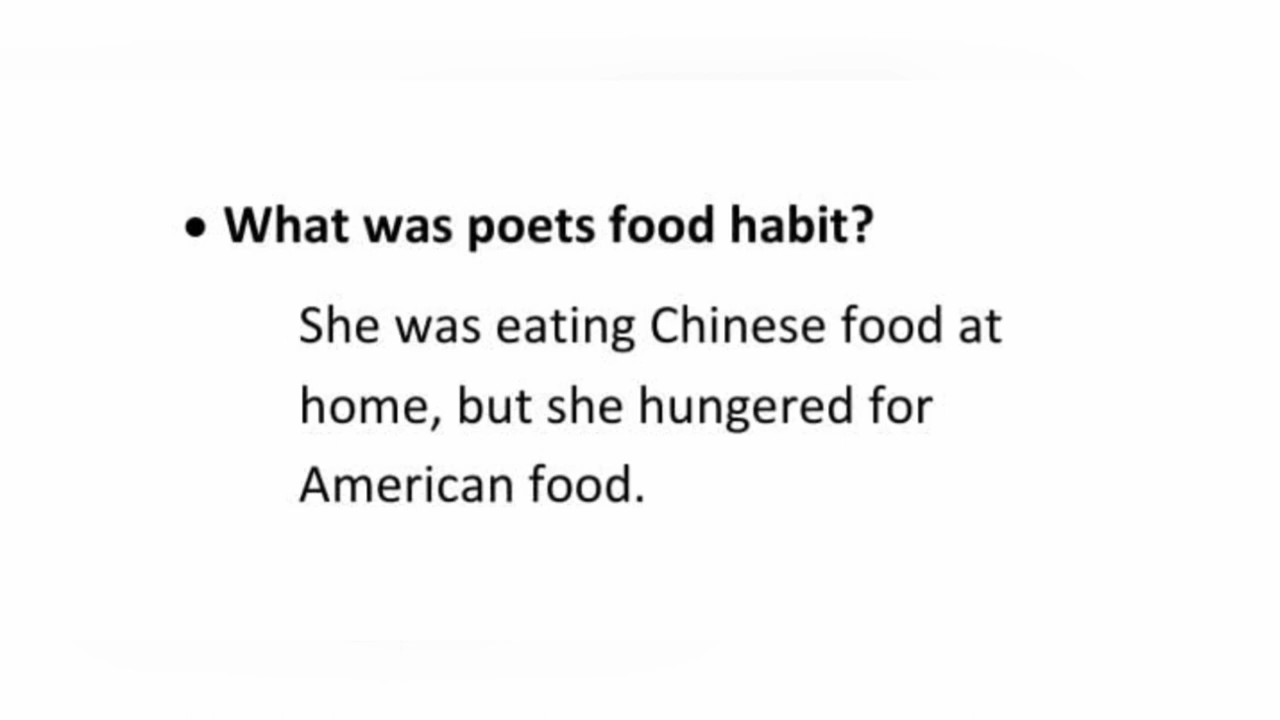 • What was poets food habit?
She was eating Chinese food at
home, but she hungered for
American food.